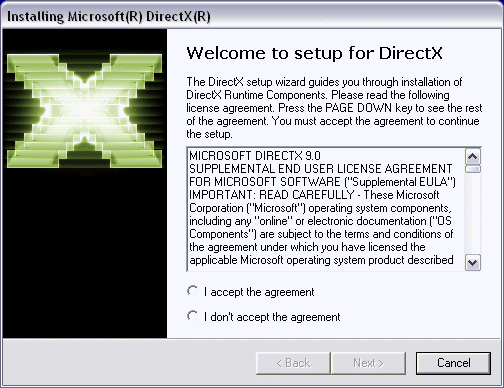 Installing Microsoft(R) DirectX(R)
Welcome to setup for DirectX
The DirectX setup wizard guides you through installation of
DirectX Runtime Components. Please read the following
license agreement. Press the PAGE DOWN key to see the rest
of the agreement. You must accept the agreement to continue
the setup.
MICROSOFT DIRECTX 9.0
SUPPLEMENTAL END USER LICENSE AGREEMENT
FOR MICROSOFT SOFTWARE ("Supplemental EULA")
IMPORTANT: READ CAREFULLY - These Microsoft
Corporation ("Microsoft") operating system components,
including any "online" or electronic documentation ("OS
Components") are subject to the terms and conditions of
the agreement under which you have licensed the
applicable Microsoft operating system product described
I accept the agreement
I don't accept the agreement
< Back
Next >
Cancel